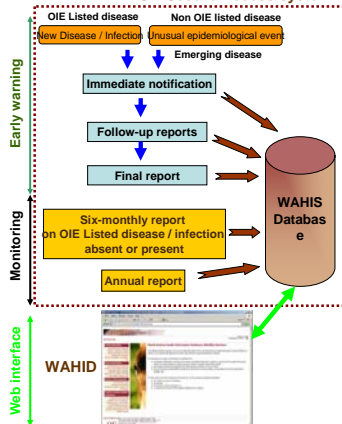 OIE Listed disease
Non OIE listed disease
New Disease / Infection
Unusual epidemiological event
Emerging disease
Early warning
Immediate notification
Follow-up reports
Final report
WAHIS
Databas
e
Monitoring
Six-monthly report
on OIE Listed disease / infection
absent or present
Annual report
Web interface
WAHID